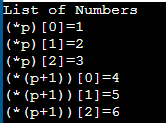 List of Numbers
(*p)[0]=1
(*p)[1]=2
(*p)[2]=3
(*(p+1))[0]=4
(*(p+1))[1]=5
(*(p+1))[2]=6